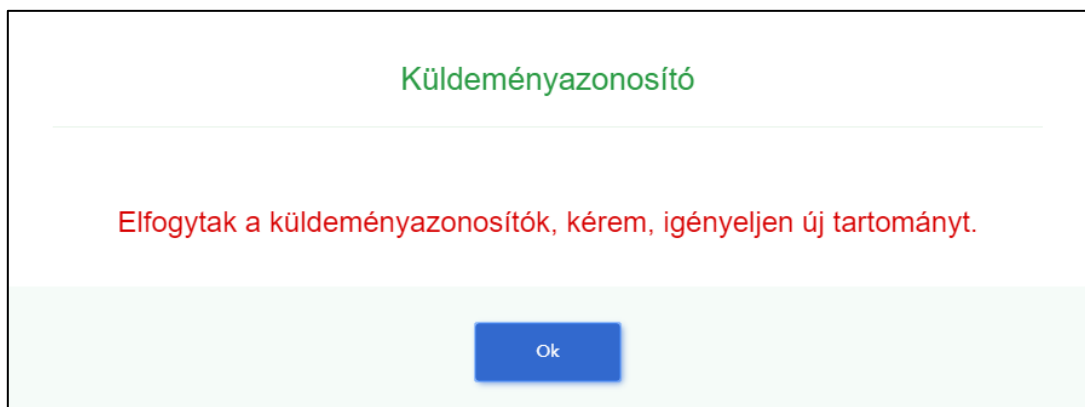 Küldeményazonosító
Elfogytak a küldeményazonosítók, kérem, igényeljen új tartományt.
Ok